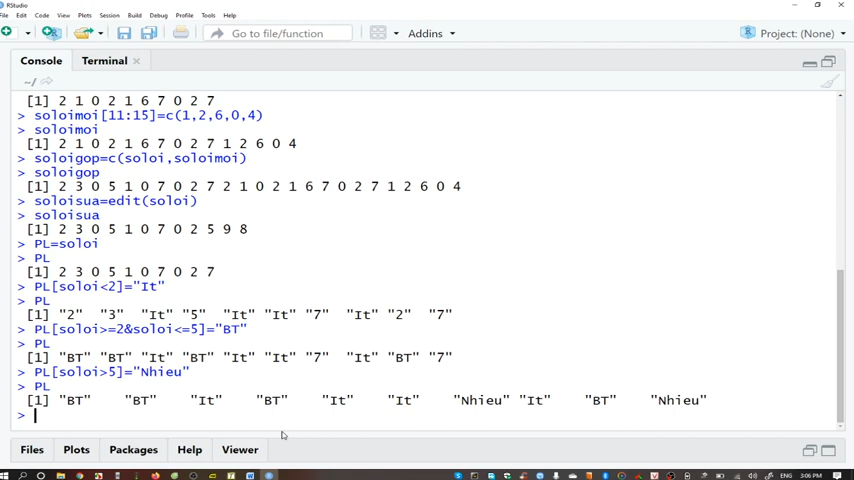 RStudio
File Edit Code View Plots Session Build Debug Profile Tools Help
Go to file/function Addins Project: (None)
Console Terminal
~/
[1] 2 1 0 2 1 6 7 0 2 7
> soloimoi[11:15]=c(1,2,6,0,4)
> soloimoi
[1] 2 1 0 2 1 6 7 0 2 7 1 2 6 0 4
> soloigop=c(soloi,soloimoi)
> soloigop
[1] 2 3 0 5 1 0 7 0 2 7 2 1 0 2 1 6 7 0 2 7 1 2 6 0 4
> soloisua=edit(soloi)
> soloisua
[1] 2 3 0 5 1 0 7 0 2 5 9 8
> PL=soloi
> PL
[1] 2 3 0 5 1 0 7 0 2 7
> PL[soloi<2]="It"
> PL
[1] "2" "3" "It" "5" "It" "It" "7" "It" "2" "7"
> PL[soloi>=2&soloi<=5]="BT"
> PL
[1] "BT" "BT" "It" "BT" "It" "It" "7" "It" "BT" "7"
> PL[soloi>5]="Nhieu"
> PL
[1] "BT" "BT" "It" "BT" "It" "It" "Nhieu" "It" "BT" "Nhieu"
>
Files Plots Packages Help Viewer
ENG 3:06 PM